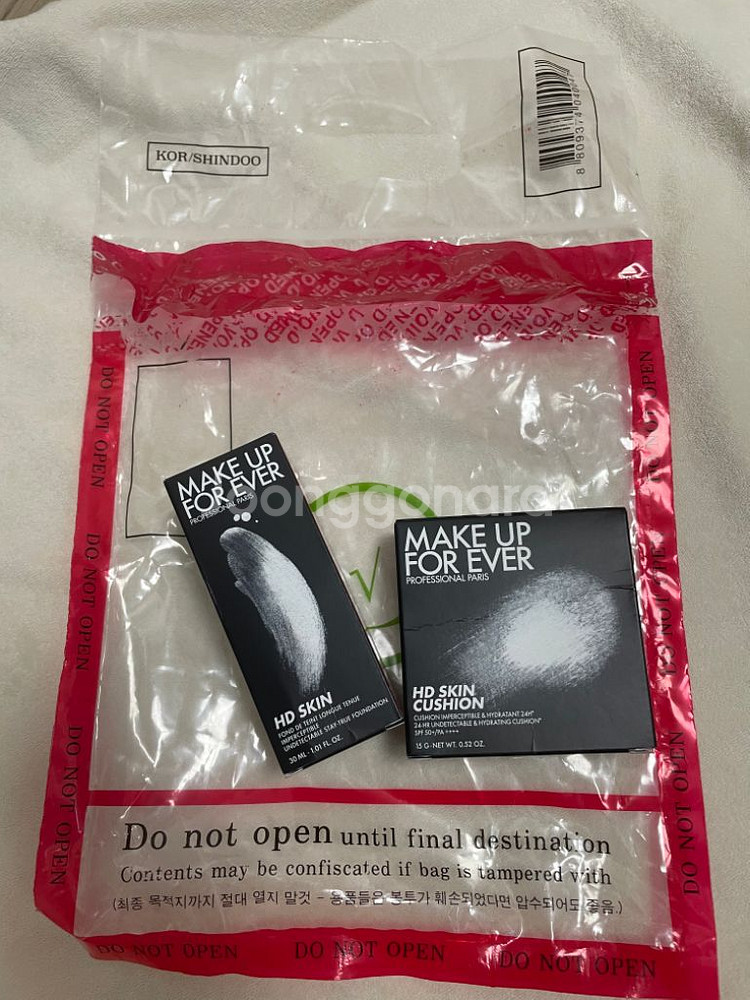 KOR/SHINDOO
8 809374 040047
DO NOT OPEN
DO NOT OPEN
DO NOT OPEN
MAKE UP
FOR EVER
PROFESSIONAL PARIS
HD SKIN
FOND DE TEINT LONGUE TENUE
IMPERCEPTIBLE
UNDETECTABLE STAY-TRUE FOUNDATION
30 ML - 1.01 FL. OZ.
joonggonara
MAKE UP
FOR EVER
PROFESSIONAL PARIS
HD SKIN
CUSHION
CUSHION IMPERCEPTIBLE & HYDRATANT 24H*
24-HR UNDETECTABLE & HYDRATING CUSHION*
SPF 50+/PA ++++
15 G - NET WT. 0.52 OZ.
DO NOT OPEN
DO NOT OPEN
Do not open until final destination
Contents may be confiscated if bag is tampered with
(최종 목적지까지 절대 열지 말것 - 용품들은 봉투가 훼손되었다면 압수되어도 좋음.)
DO NOT OPEN
DO NOT OPEN
DO NOT OPEN